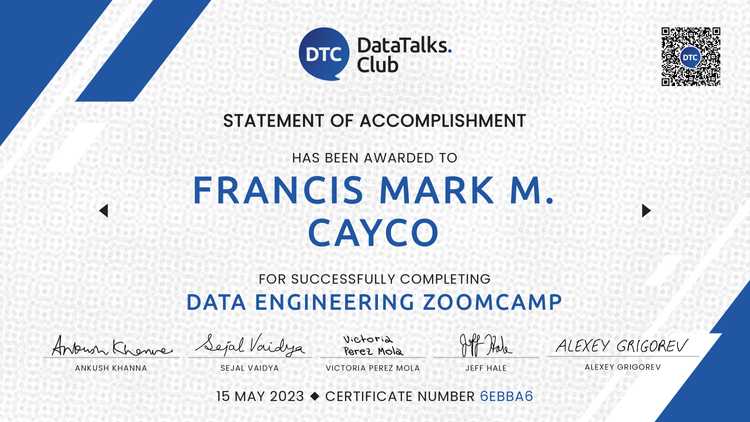 DTC DataTalks.
Club
DTC
STATEMENT OF ACCOMPLISHMENT
HAS BEEN AWARDED TO
FRANCIS MARK M.
CAYCO
FOR SUCCESSFULLY COMPLETING
DATA ENGINEERING ZOOMCAMP
Ankush Khanna Sejal Vaidya Victoria Perez Mola Jeff Hale ALEXEY GRIGOREV
ANKUSH KHANNA SEJAL VAIDYA VICTORIA PEREZ MOLA JEFF HALE ALEXEY GRIGOREV
15 MAY 2023 ◆ CERTIFICATE NUMBER 6EBBA6